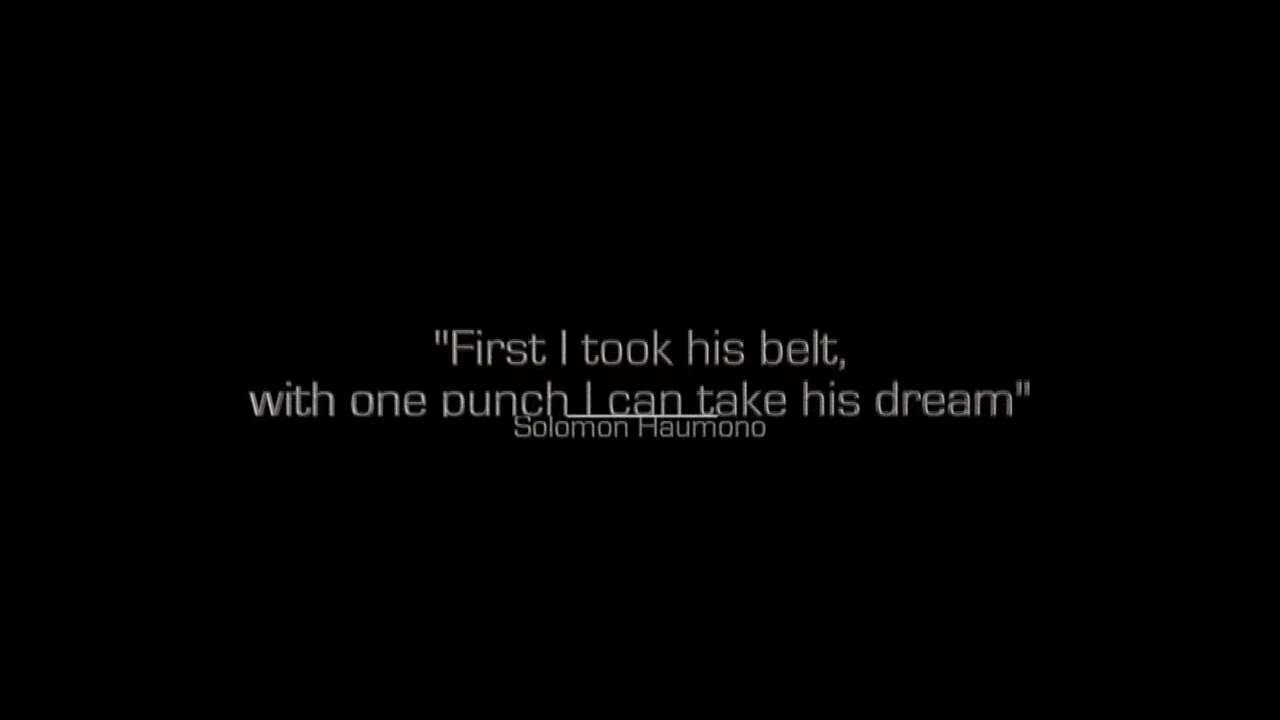 "First I took his belt,
with one punch I can take his dream"
Solomon Haumono